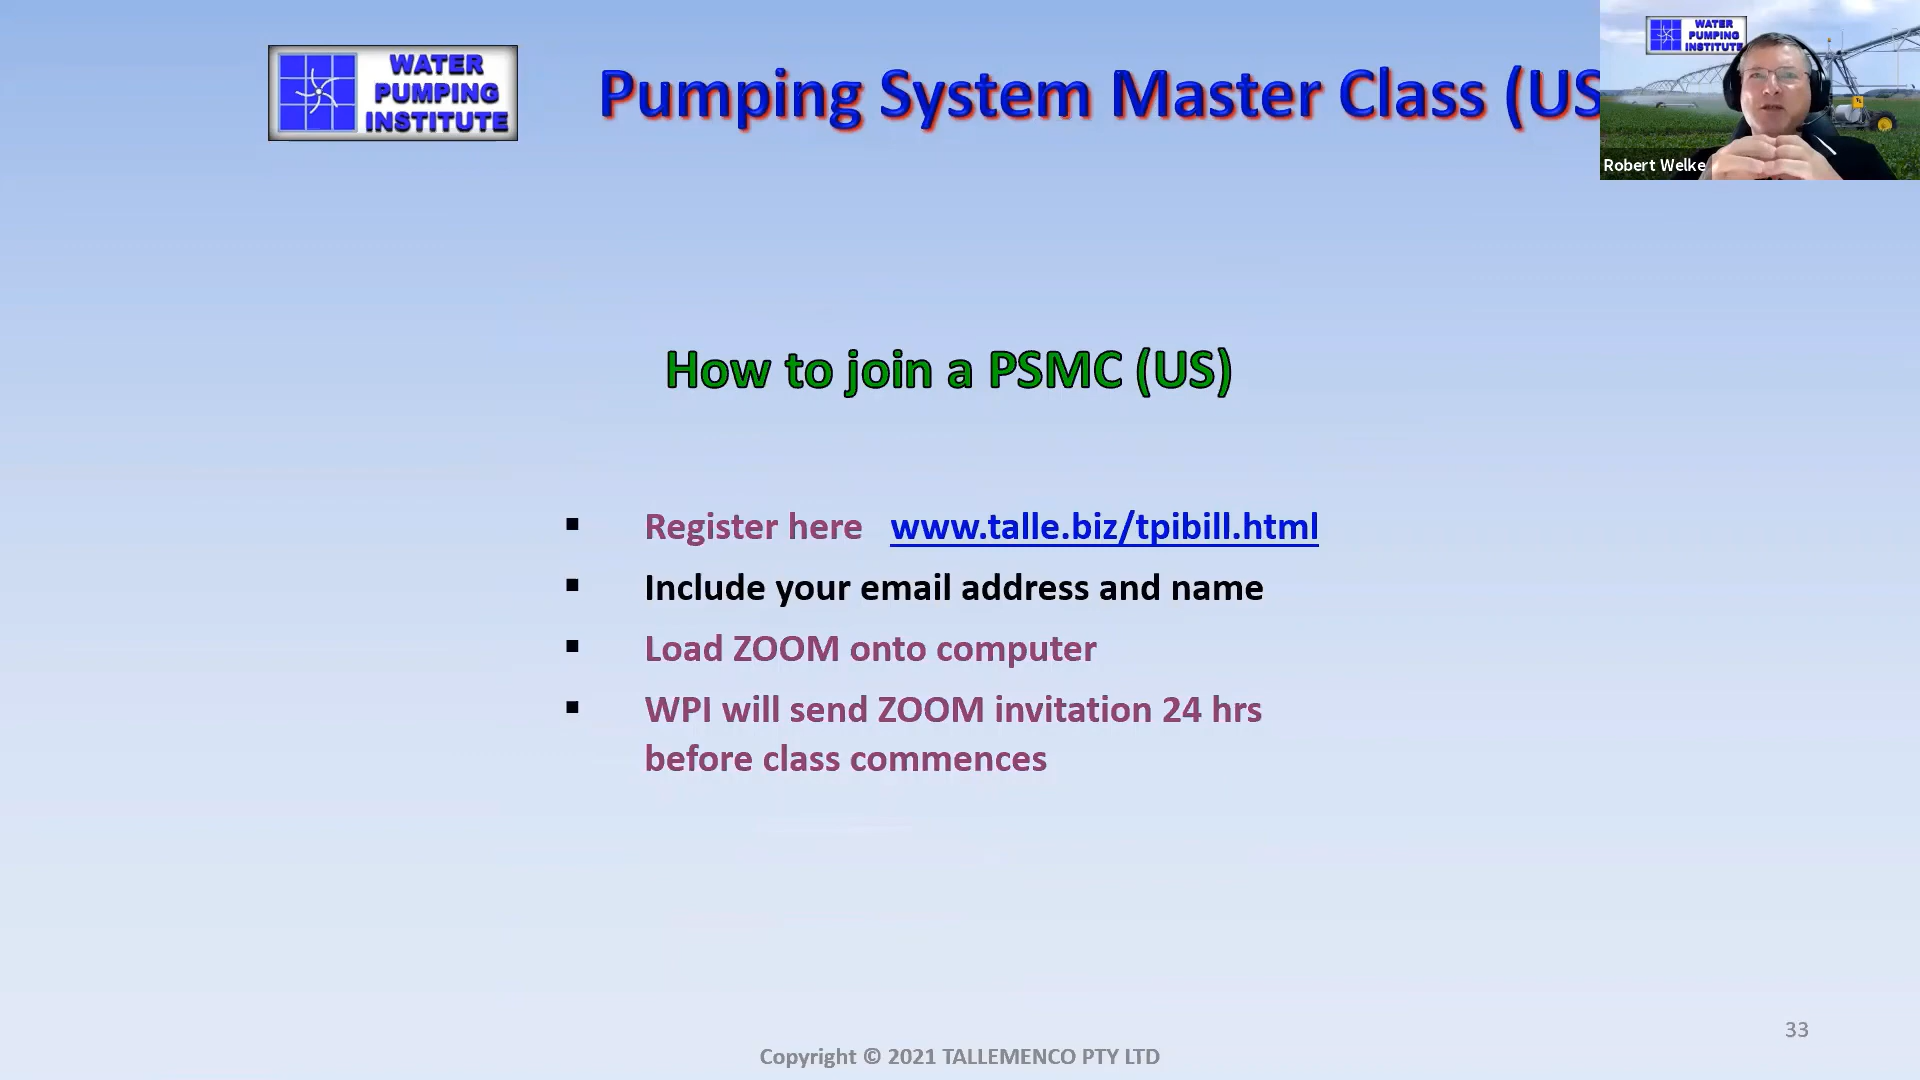 WATER
PUMPING
INSTITUTE
Pumping System Master Class (US
WATER
PUMPING
INSTITUTE
Robert Welke
How to join a PSMC (US)
▪ Register here www.talle.biz/tpibill.html
▪ Include your email address and name
▪ Load ZOOM onto computer
▪ WPI will send ZOOM invitation 24 hrs
before class commences
33
Copyright © 2021 TALLEMENCO PTY LTD